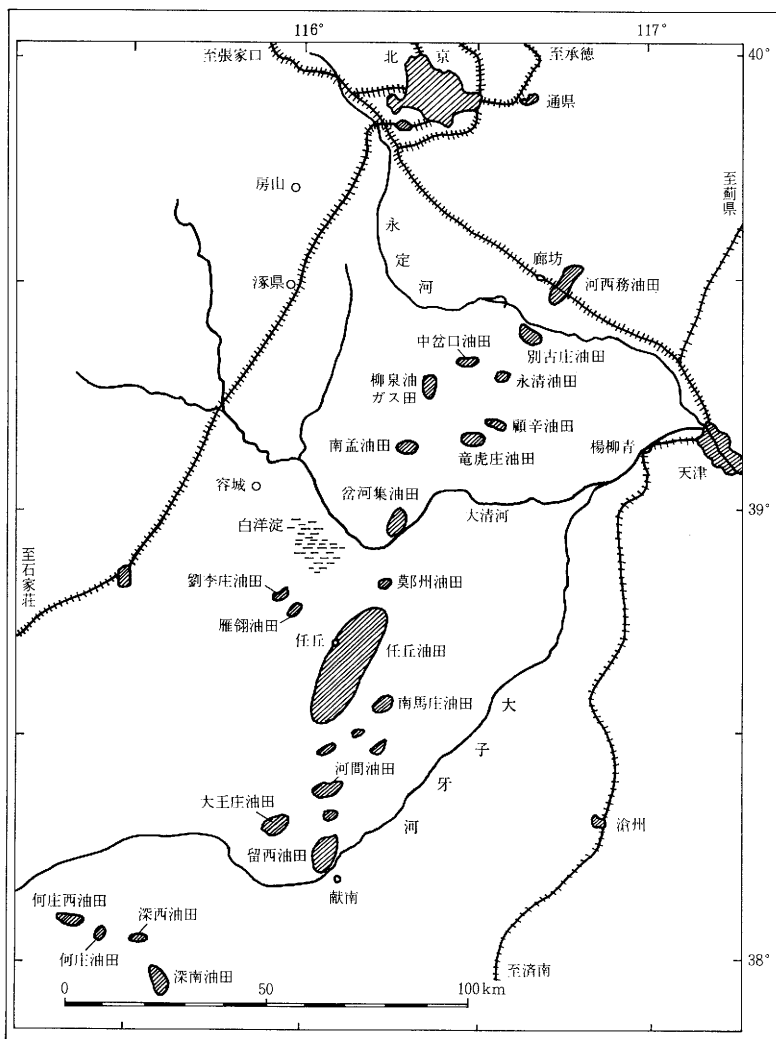 116°
117°
至張家口
北京
至承徳
40°
通県
房山
至薊県
永定河
廊坊
河西務油田
涿県
中岔口油田
別古庄油田
柳泉油
ガス田
永清油田
顧辛油田
南孟油田
竜虎庄油田
楊柳青
天津
容城
岔河集油田
大清河
39°
白洋淀
至石家荘
劉李庄油田
鄚州油田
雁翎油田
任丘
任丘油田
南馬庄油田
大子牙河
河間油田
大王庄油田
滄州
留西油田
献南
何庄西油田
深西油田
何庄油田
深南油田
至済南
38°
0 50 100km